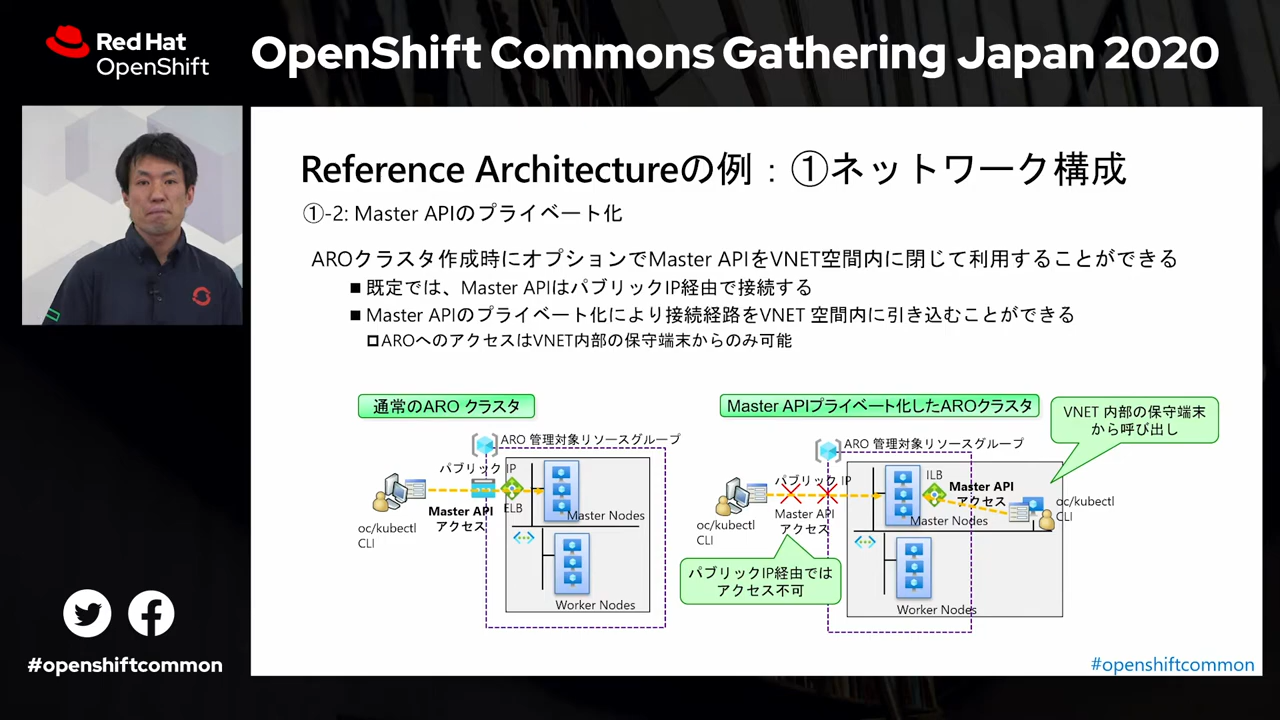 Red Hat
OpenShift
OpenShift Commons Gathering Japan 2020
Reference Architectureの例：①ネットワーク構成
①-2: Master APIのプライベート化
AROクラスタ作成時にオプションでMaster APIをVNET空間内に閉じて利用することができる
■ 既定では、Master APIはパブリックIP経由で接続する
■ Master APIのプライベート化により接続経路をVNET 空間内に引き込むことができる
AROへのアクセスはVNET内部の保守端末からのみ可能
通常のARO クラスタ
ARO 管理対象リソースグループ
パブリック IP
Master API
アクセス
ELB
oc/kubectl
CLI
Master Nodes
Worker Nodes
Master APIプライベート化したAROクラスタ
VNET 内部の保守端末
から呼び出し
ARO 管理対象リソースグループ
パブリック IP
ILB
Master API
アクセス
oc/kubectl
CLI
Master API
アクセス
Master Nodes
oc/kubectl
CLI
パブリックIP経由では
アクセス不可
Worker Nodes
#openshiftcommon
#openshiftcommon